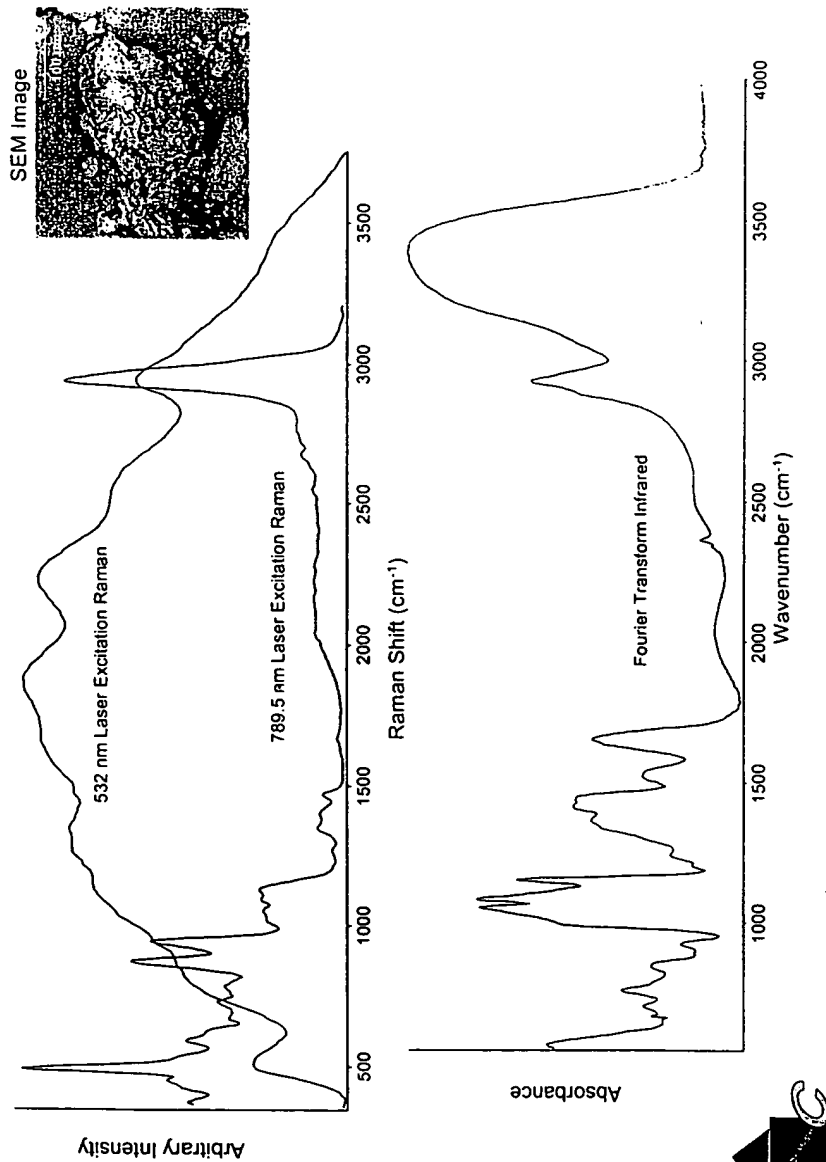 SEM Image
Arbitrary Intensity
532 nm Laser Excitation Raman
789.5 nm Laser Excitation Raman
500
1000
1500
2000
2500
3000
3500
Raman Shift (cm⁻¹)
Absorbance
Fourier Transform Infrared
1000
1500
2000
2500
3000
3500
4000
Wavenumber (cm⁻¹)
C